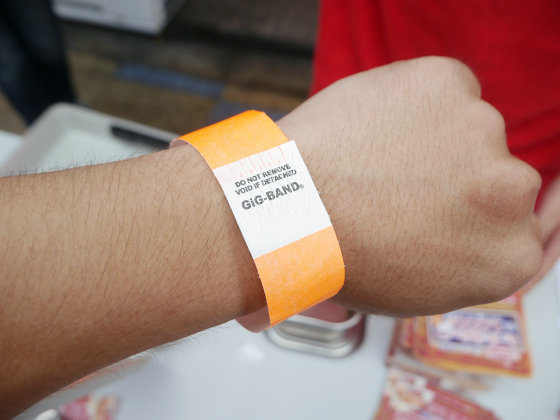 DO NOT REMOVE
VOID IF DETACHED
GiG-BAND®